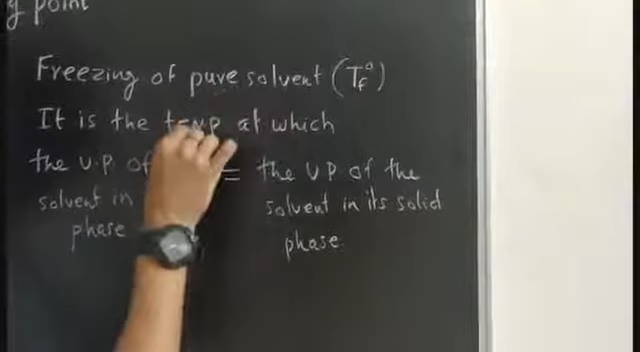 g point
Freezing of pure solvent (Tf°)
It is the temp at which
the v.p of = the v P of the
solvent in solvent in its solid
phase phase